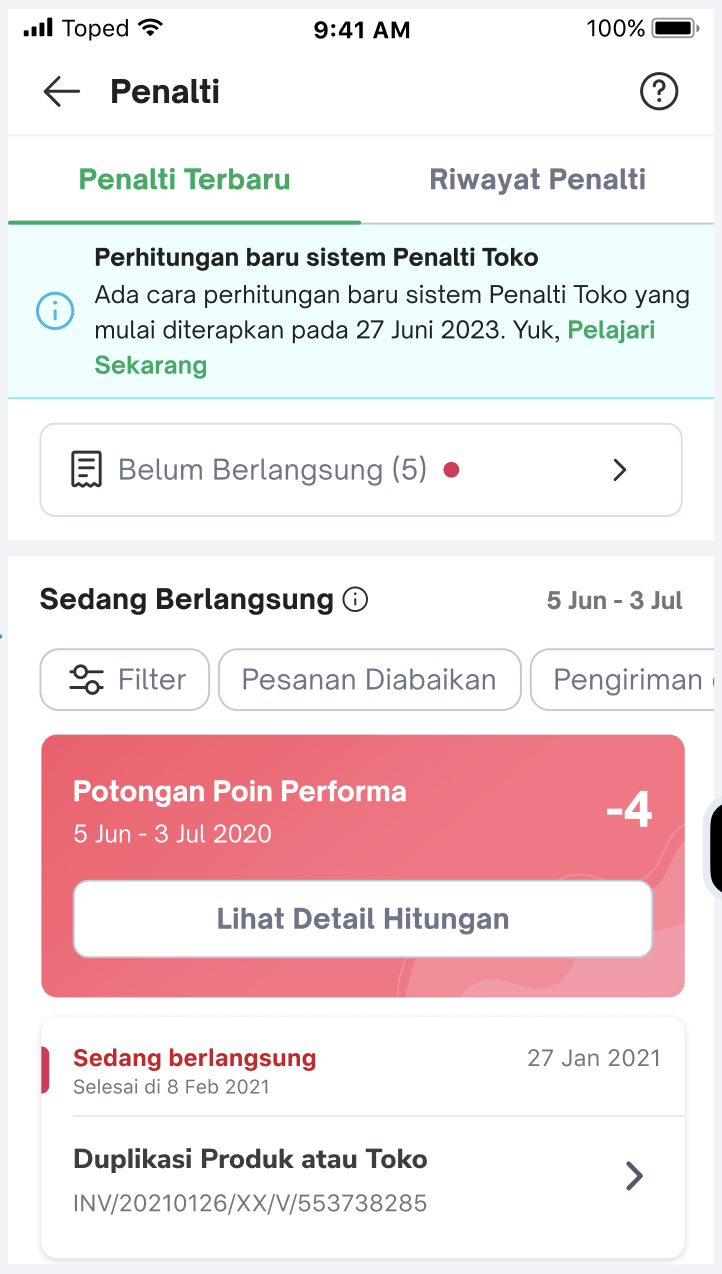 Toped
9:41 AM
100%
Penalti
Penalti Terbaru
Riwayat Penalti
Perhitungan baru sistem Penalti Toko
Ada cara perhitungan baru sistem Penalti Toko yang
mulai diterapkan pada 27 Juni 2023. Yuk, Pelajari
Sekarang
Belum Berlangsung (5)
Sedang Berlangsung
5 Jun - 3 Jul
Filter
Pesanan Diabaikan
Pengiriman
Potongan Poin Performa
-4
5 Jun - 3 Jul 2020
Lihat Detail Hitungan
Sedang berlangsung
27 Jan 2021
Selesai di 8 Feb 2021
Duplikasi Produk atau Toko
INV/20210126/XX/V/553738285